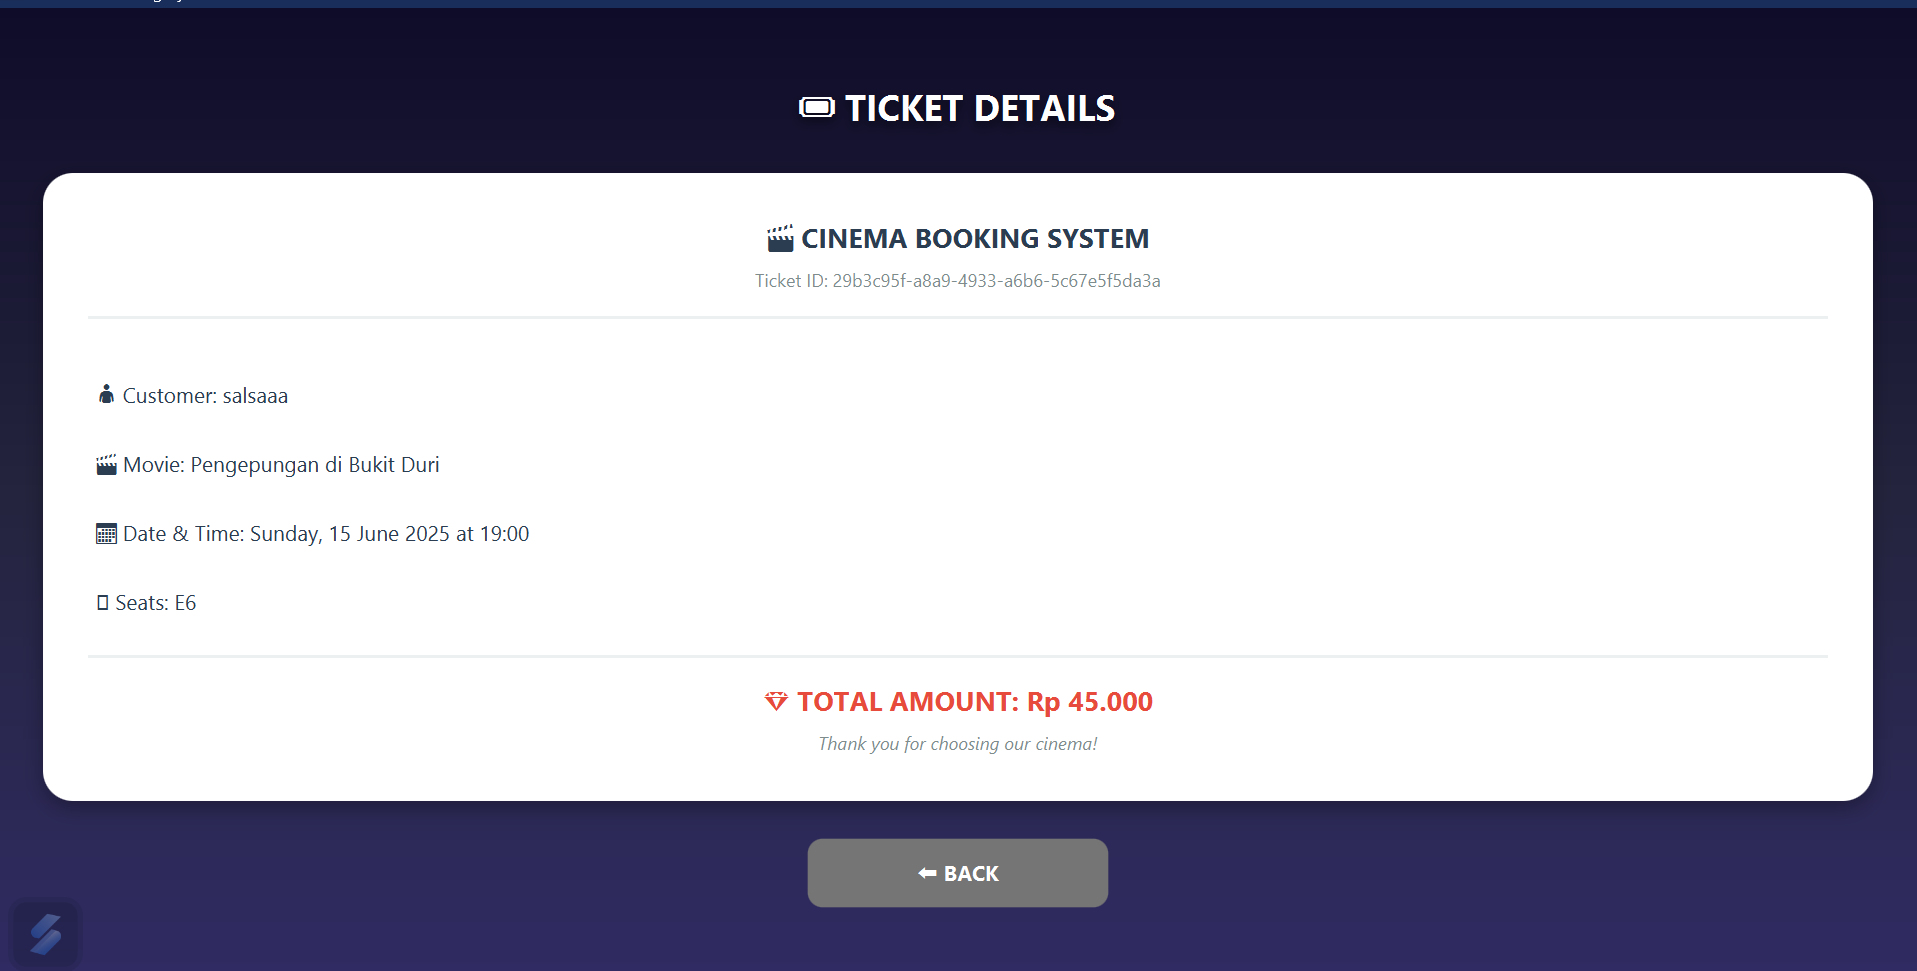 TICKET DETAILS
CINEMA BOOKING SYSTEM
Ticket ID: 29b3c95f-a8a9-4933-a6b6-5c67e5f5da3a
Customer: salsaaa
Movie: Pengepungan di Bukit Duri
Date & Time: Sunday, 15 June 2025 at 19:00
Seats: E6
TOTAL AMOUNT: Rp 45.000
Thank you for choosing our cinema!
BACK